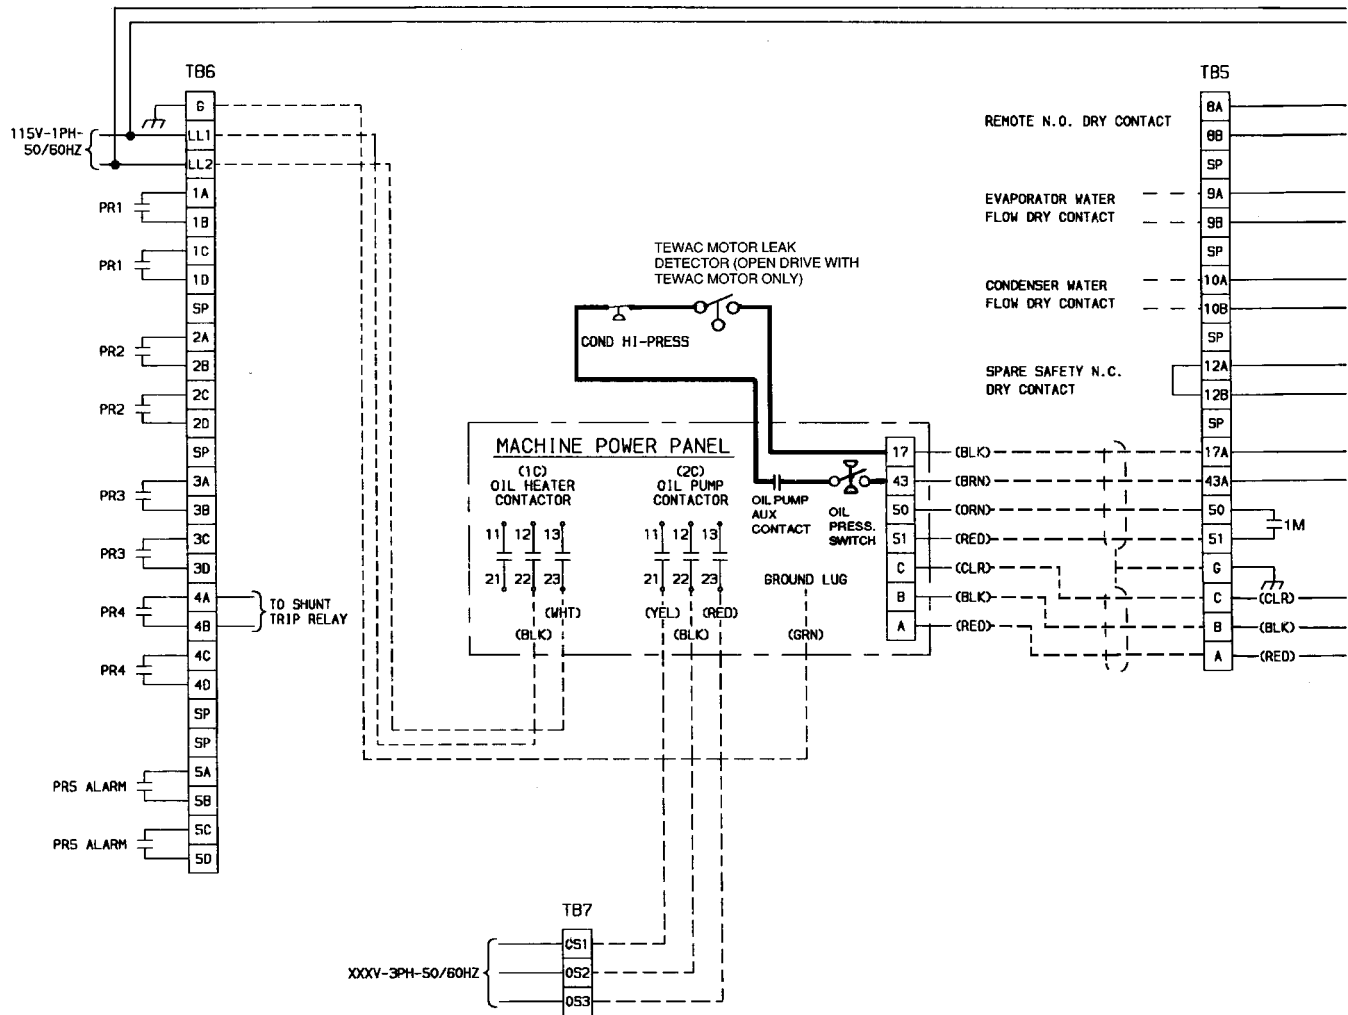 TB6
G
LL1
LL2
1A
1B
1C
1D
SP
2A
2B
2C
2D
SP
3A
3B
3C
3D
4A
4B
4C
4D
SP
SP
5A
5B
5C
5D
115V-1PH-
50/60HZ
PR1
PR1
PR2
PR2
PR3
PR3
PR4
PR4
PR5 ALARM
PR5 ALARM
TO SHUNT
TRIP RELAY
TEWAC MOTOR LEAK
DETECTOR (OPEN DRIVE WITH
TEWAC MOTOR ONLY)
COND HI-PRESS
MACHINE POWER PANEL
(1C)
OIL HEATER
CONTACTOR
11 12 13
21 22 23
(WHT)
(BLK)
(2C)
OIL PUMP
CONTACTOR
11 12 13
21 22 23
(YEL) (RED)
(BLK)
OIL PUMP
AUX
CONTACT
OIL
PRESS.
SWITCH
GROUND LUG
(GRN)
17
43
50
51
C
B
A
(BLK)
(BRN)
(ORN)
(RED)
(CLR)
(BLK)
(RED)
TB5
8A
8B
SP
9A
9B
SP
10A
10B
SP
12A
12B
SP
17A
43A
50
51
G
C
B
A
REMOTE N.O. DRY CONTACT
EVAPORATOR WATER
FLOW DRY CONTACT
CONDENSER WATER
FLOW DRY CONTACT
SPARE SAFETY N.C.
DRY CONTACT
1M
(CLR)
(BLK)
(RED)
TB7
OS1
OS2
OS3
XXXV-3PH-50/60HZ